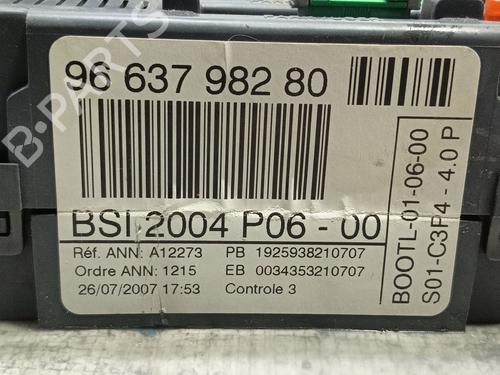 96 637 982 80
BSI 2004 P06 - 00
Réf. ANN: A12273 PB 1925938210707
Ordre ANN: 1215 EB 0034353210707
26/07/2007 17:53 Controle 3
BOOTL-01-06-00
S01-C3P4 - 4.0 P
B-PARTS